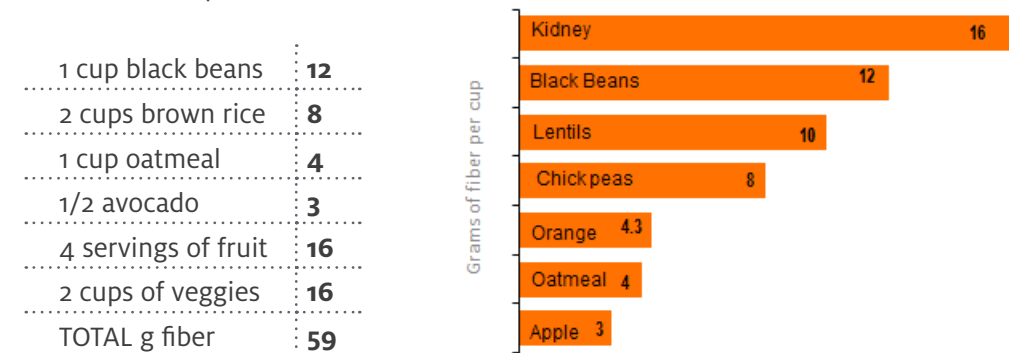 1 cup black beans 12
2 cups brown rice 8
1 cup oatmeal 4
1/2 avocado 3
4 servings of fruit 16
2 cups of veggies 16
TOTAL g fiber 59
Grams of fiber per cup
Kidney 16
Black Beans 12
Lentils 10
Chick peas 8
Orange 4.3
Oatmeal 4
Apple 3